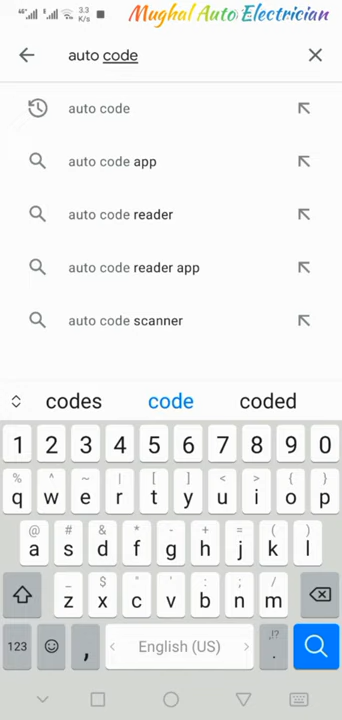 3.3
K/s
Mughal Auto Electrician
auto code
auto code
auto code app
auto code reader
auto code reader app
auto code scanner
codes code coded
1 2 3 4 5 6 7 8 9 0
% ^ ~ | [ ] < > { }
q w e r t y u i o p
@ # & * - + = ( )
a s d f g h j k l
_ $ " ' : ; /
z x c v b n m
123 , < English (US) > ,!? .